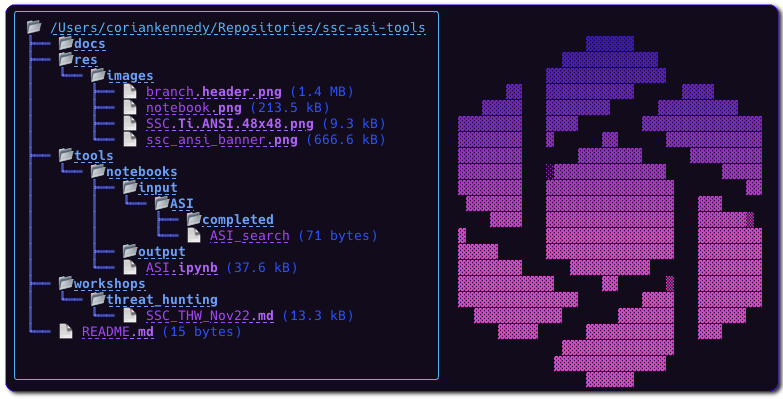 /Users/coriankennedy/Repositories/ssc-asi-tools
docs
res
images
branch.header.png (1.4 MB)
notebook.png (213.5 kB)
SSC.Ti.ANSI.48x48.png (9.3 kB)
ssc_ansi_banner.png (666.6 kB)
tools
notebooks
input
ASI
completed
ASI_search (71 bytes)
output
ASI.ipynb (37.6 kB)
workshops
threat_hunting
SSC_THW_Nov22.md (13.3 kB)
README.md (15 bytes)